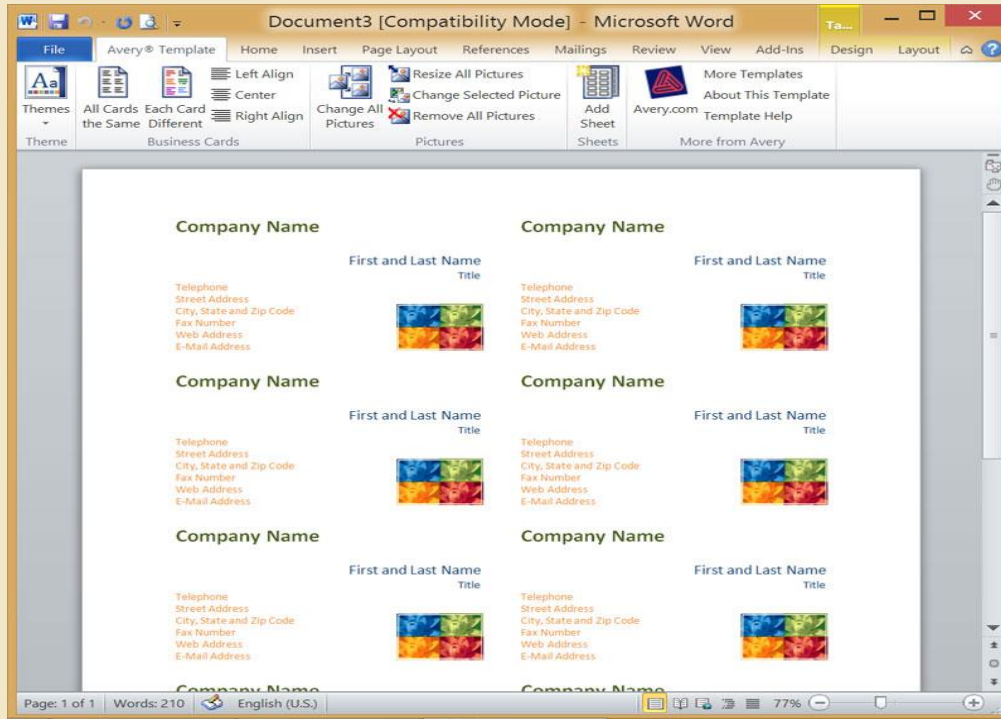 Document3 [Compatibility Mode] - Microsoft Word
Ta...
File Avery® Template Home Insert Page Layout References Mailings Review View Add-Ins Design Layout
Aa
Themes
Theme
All Cards the Same
Each Card Different
Left Align
Center
Right Align
Business Cards
Change All Pictures
Resize All Pictures
Change Selected Picture
Remove All Pictures
Pictures
Add Sheet
Sheets
Avery.com
More Templates
About This Template
Template Help
More from Avery
Company Name
First and Last Name
Title
Telephone
Street Address
City, State and Zip Code
Fax Number
Web Address
E-Mail Address
Company Name
First and Last Name
Title
Telephone
Street Address
City, State and Zip Code
Fax Number
Web Address
E-Mail Address
Company Name
First and Last Name
Title
Telephone
Street Address
City, State and Zip Code
Fax Number
Web Address
E-Mail Address
Company Name
First and Last Name
Title
Telephone
Street Address
City, State and Zip Code
Fax Number
Web Address
E-Mail Address
Company Name
First and Last Name
Title
Telephone
Street Address
City, State and Zip Code
Fax Number
Web Address
E-Mail Address
Company Name
First and Last Name
Title
Telephone
Street Address
City, State and Zip Code
Fax Number
Web Address
E-Mail Address
Company Name
Company Name
Page: 1 of 1 Words: 210 English (U.S.) 77%